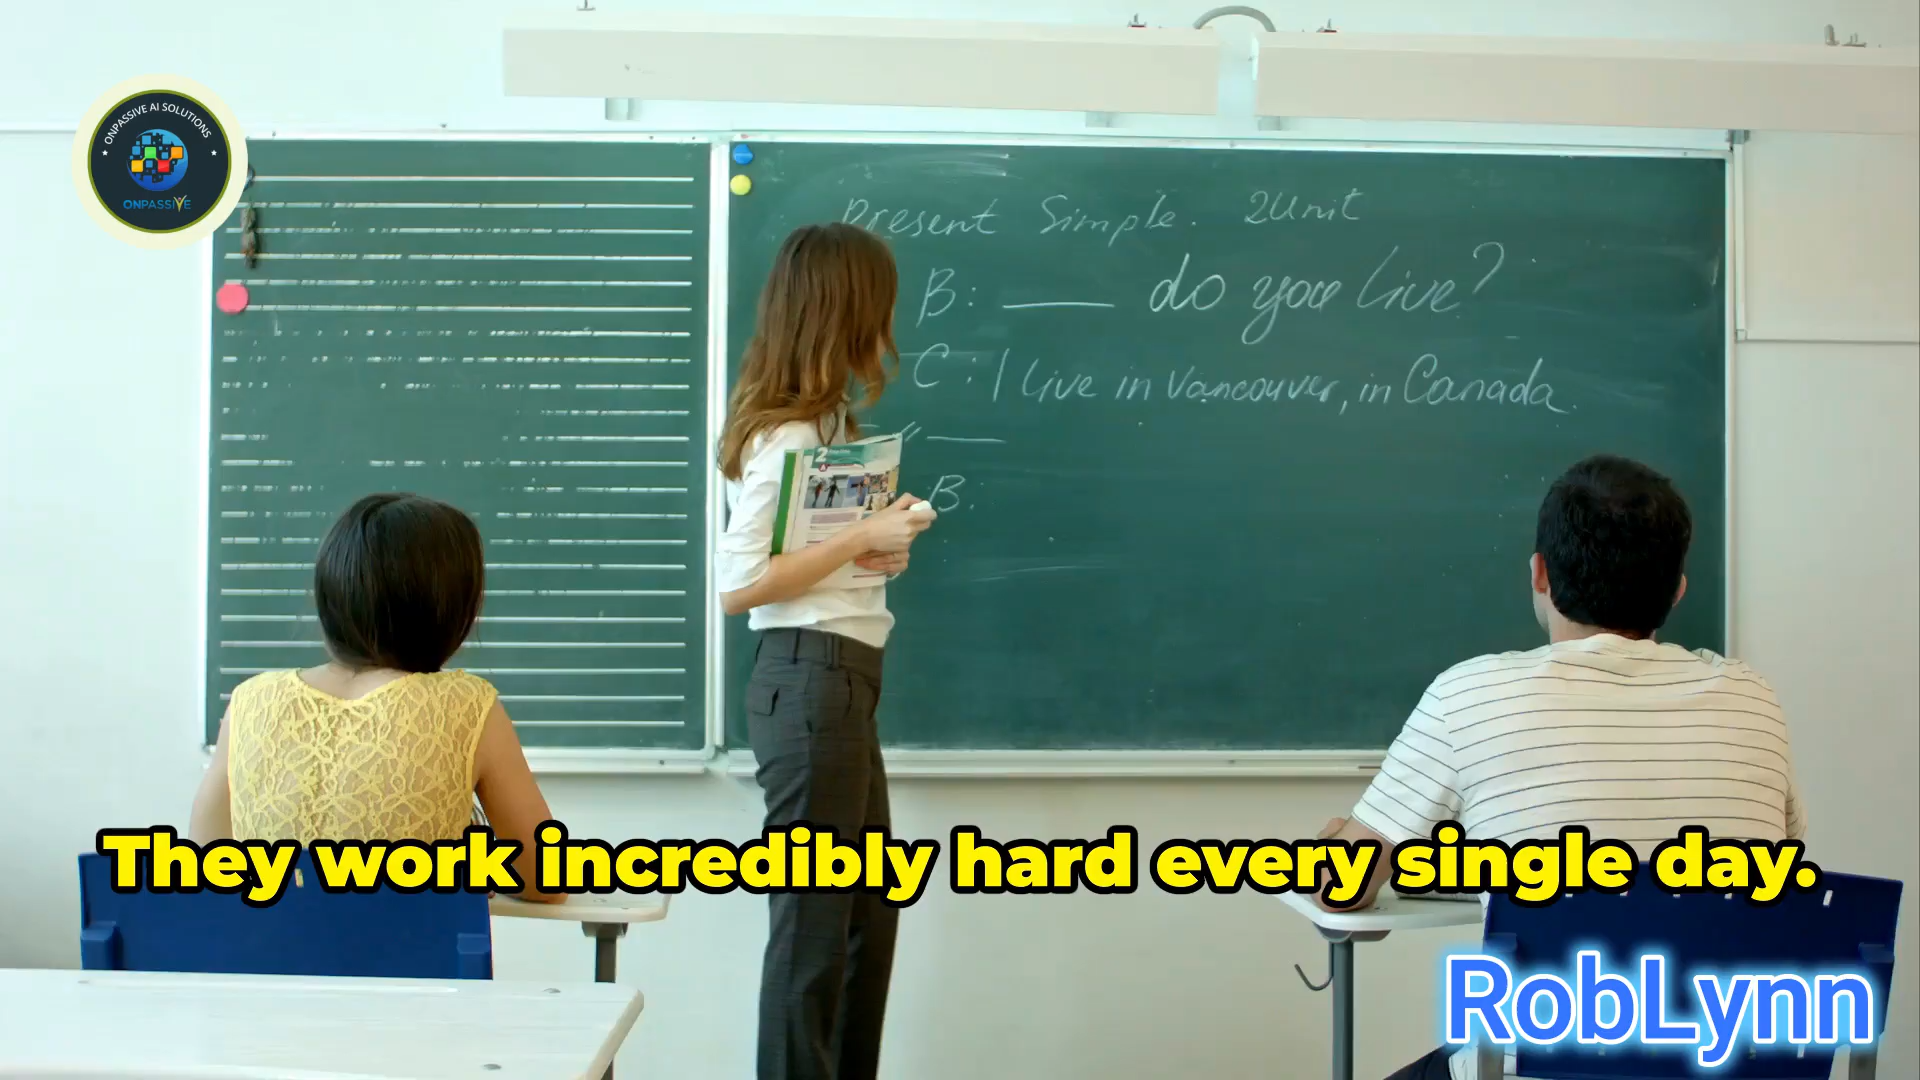 ONPASSIVE AI SOLUTIONS
ONPASSIVE
Present Simple. 2Unit
B: ___ do you live?
C: I live in Vancouver, in Canada.
B:
2
They work incredibly hard every single day.
RobLynn